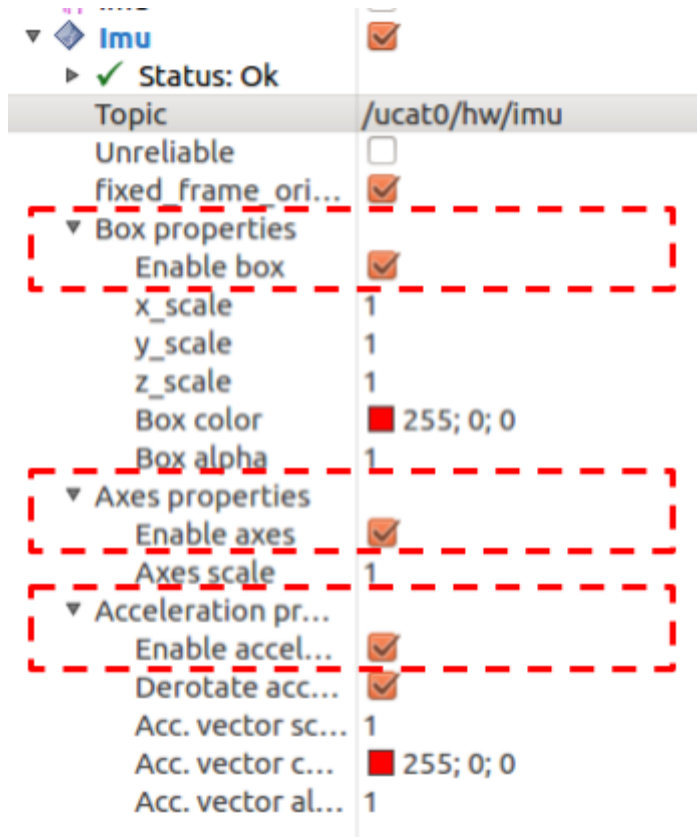 Imu
Status: Ok
Topic /ucat0/hw/imu
Unreliable
fixed_frame_ori...
Box properties
Enable box
x_scale 1
y_scale 1
z_scale 1
Box color 255; 0; 0
Box alpha 1
Axes properties
Enable axes
Axes scale 1
Acceleration pr...
Enable accel...
Derotate acc...
Acc. vector sc... 1
Acc. vector c... 255; 0; 0
Acc. vector al... 1